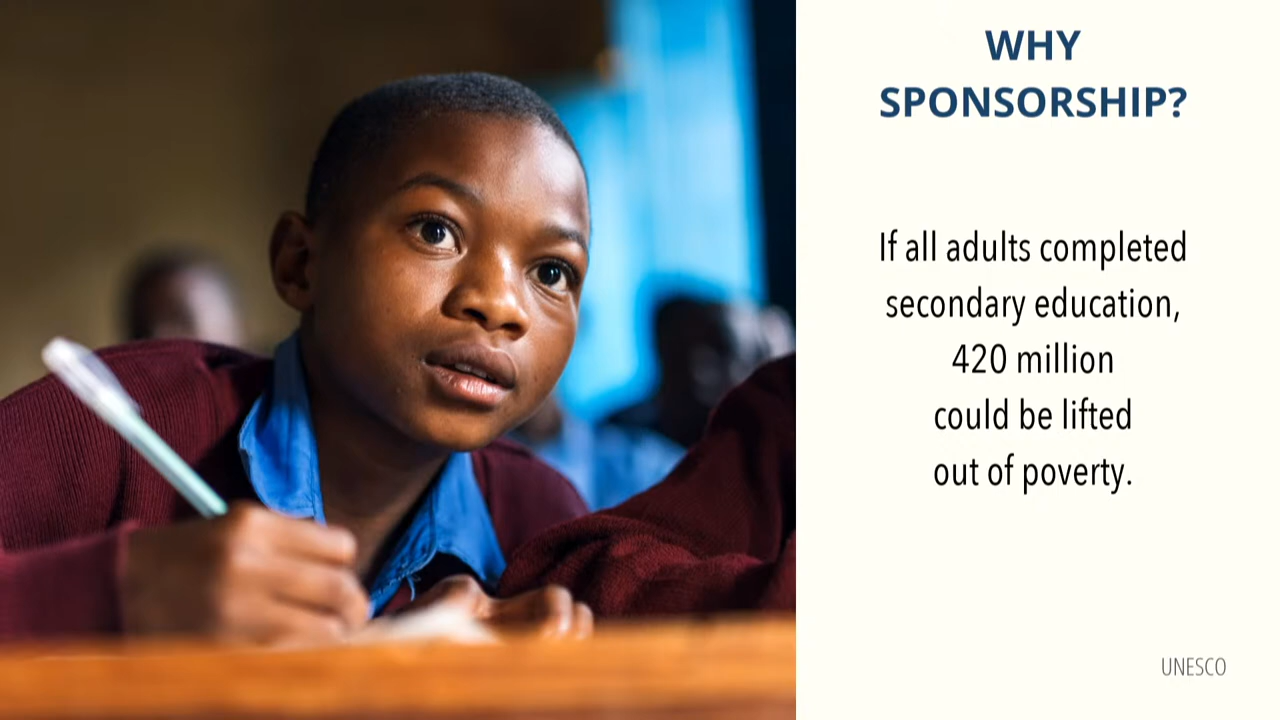 WHY
SPONSORSHIP?
If all adults completed
secondary education,
420 million
could be lifted
out of poverty.
UNESCO